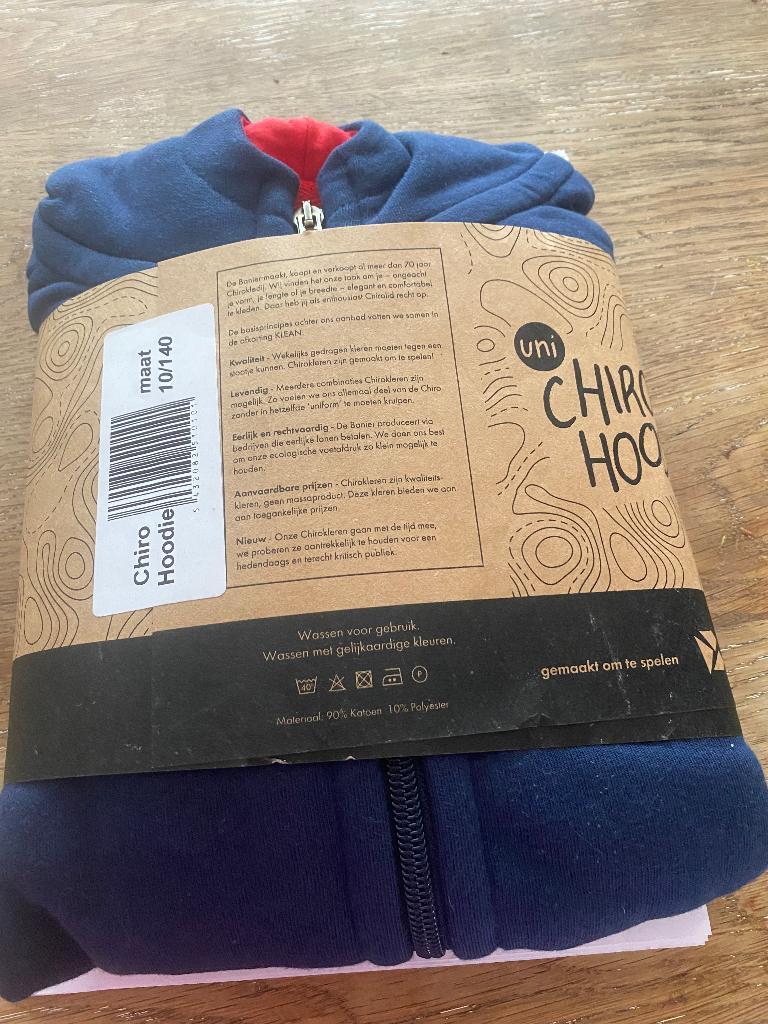 De Banier maakt, koopt en verkoopt al meer dan 70 jaar
Chirokledij. Wij vinden het onze taak om je – ongeacht
je vorm, je lengte of je breedte – elegant en comfortabel
te kleden. Daar heb jij als enthousiast Chirolid recht op.
De basisprincipes achter ons aanbod vatten we samen in
de afkorting KLEAN.
Kwaliteit - Wekelijks gedragen kleren moeten tegen een
stootje kunnen. Chirokleren zijn gemaakt om te spelen!
Levendig - Meerdere combinaties Chirokleren zijn
mogelijk. Zo voelen we ons allemaal deel van de Chiro
zonder in hetzelfde 'uniform' te moeten kruipen.
Eerlijk en rechtvaardig - De Banier produceert via
bedrijven die eerlijke lonen betalen. We doen ons best
om onze ecologische voetafdruk zo klein mogelijk te
houden.
Aanvaardbare prijzen - Chirokleren zijn kwaliteits-
kleren, geen massaproduct. Deze kleren bieden we aan
aan toegankelijke prijzen.
Nieuw - Onze Chirokleren gaan met de tijd mee,
we proberen ze aantrekkelijk te houden voor een
hedendaags en terecht kritisch publiek.
Chiro
Hoodie
maat
10/140
uni
CHIRO
HOO
Wassen voor gebruik.
Wassen met gelijkaardige kleuren.
40°
P
Materiaal: 90% Katoen 10% Polyester
gemaakt om te spelen